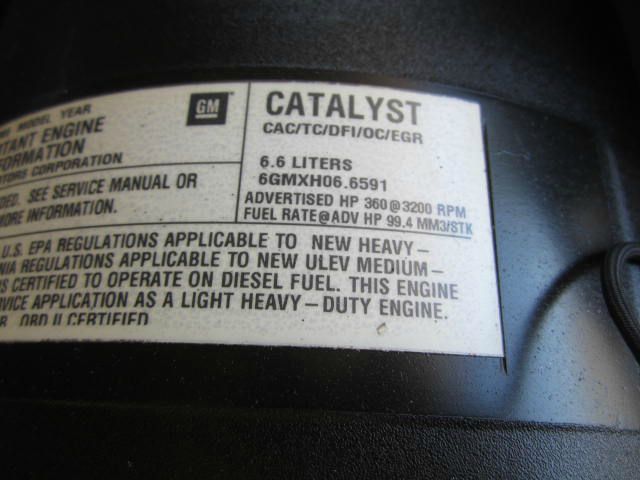 MODEL YEAR
TANT ENGINE
FORMATION
OTORS CORPORATION
DED. SEE SERVICE MANUAL OR
MORE INFORMATION.
GM
CATALYST
CAC/TC/DFI/OC/EGR
6.6 LITERS
6GMXH06.6591
ADVERTISED HP 360@3200 RPM
FUEL RATE@ADV HP 99.4 MM3/STK
U.S. EPA REGULATIONS APPLICABLE TO NEW HEAVY–
NIA REGULATIONS APPLICABLE TO NEW ULEV MEDIUM–
S CERTIFIED TO OPERATE ON DIESEL FUEL. THIS ENGINE
VICE APPLICATION AS A LIGHT HEAVY–DUTY ENGINE.
OBD II CERTIFIED